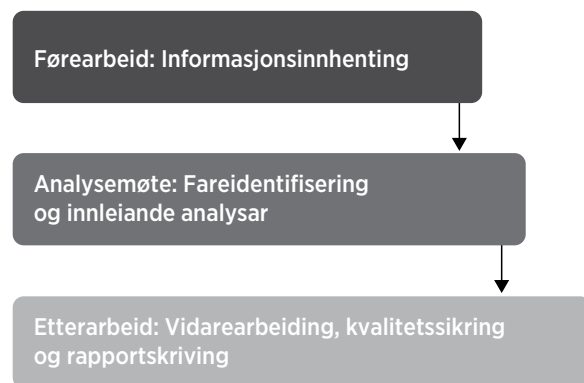 Førearbeid: Informasjonsinnhenting
Analysemøte: Fareidentifisering
og innleiande analysar
Etterarbeid: Vidarearbeiding, kvalitetssikring
og rapportskriving